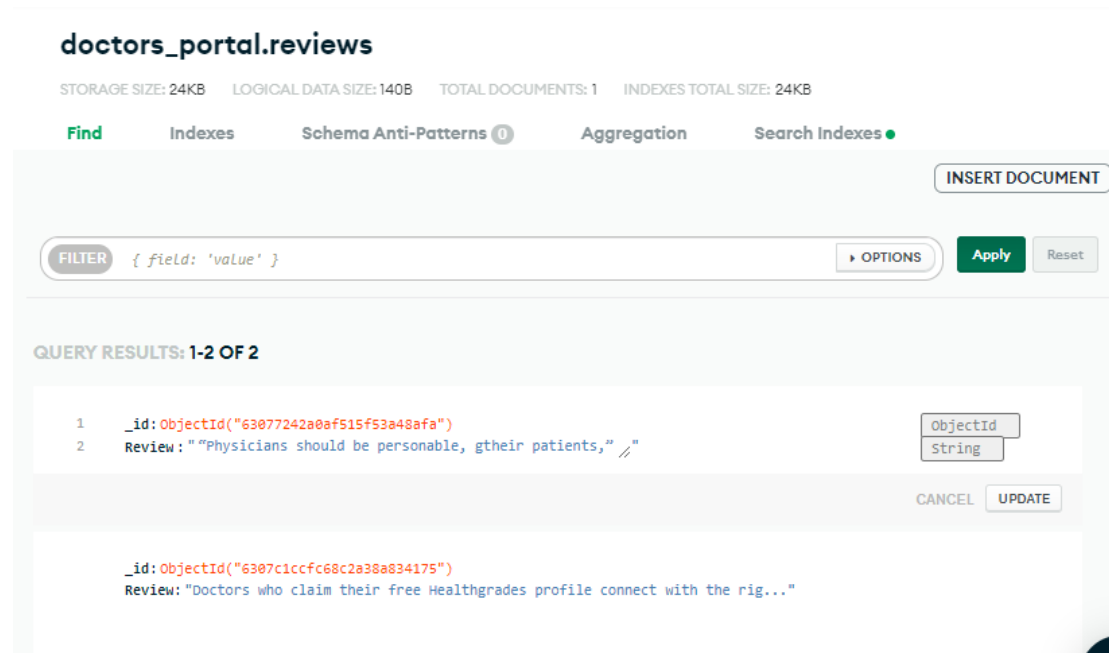 doctors_portal.reviews
STORAGE SIZE: 24KB LOGICAL DATA SIZE: 140B TOTAL DOCUMENTS: 1 INDEXES TOTAL SIZE: 24KB
Find Indexes Schema Anti-Patterns 0 Aggregation Search Indexes
INSERT DOCUMENT
FILTER { field: 'value' } OPTIONS Apply Reset
QUERY RESULTS: 1-2 OF 2
1 _id: ObjectId("63077242a0af515f53a48afa") ObjectId
2 Review : "“Physicians should be personable, gtheir patients,” " String
CANCEL UPDATE
_id: ObjectId("6307c1ccfc68c2a38a834175")
Review: "Doctors who claim their free Healthgrades profile connect with the rig..."